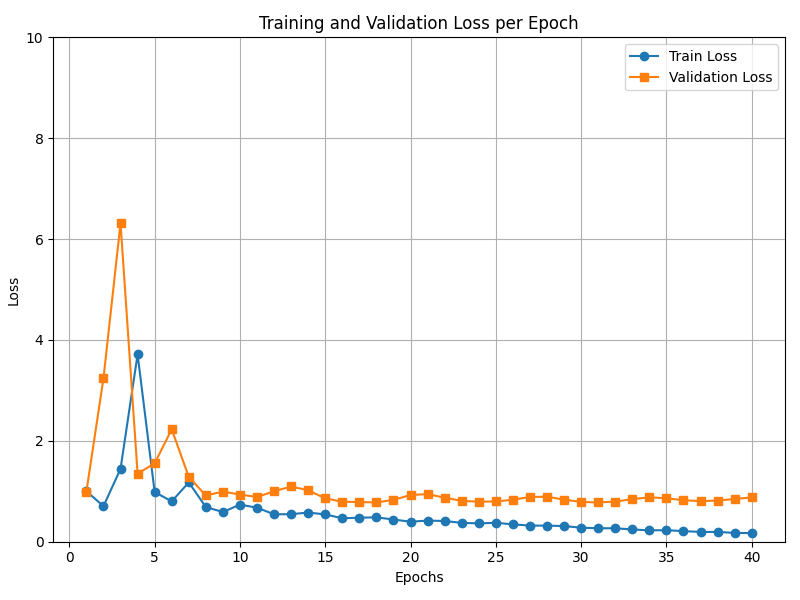 Training and Validation Loss per Epoch
10
8
6
4
2
0
Loss
Train Loss
Validation Loss
0 5 10 15 20 25 30 35 40
Epochs